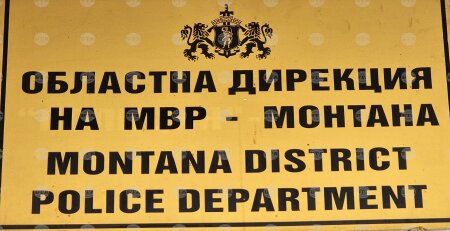 ОБЛАСТНА ДИРЕКЦИЯ
НА МВР - МОНТАНА
MONTANA DISTRICT
POLICE DEPARTMENT